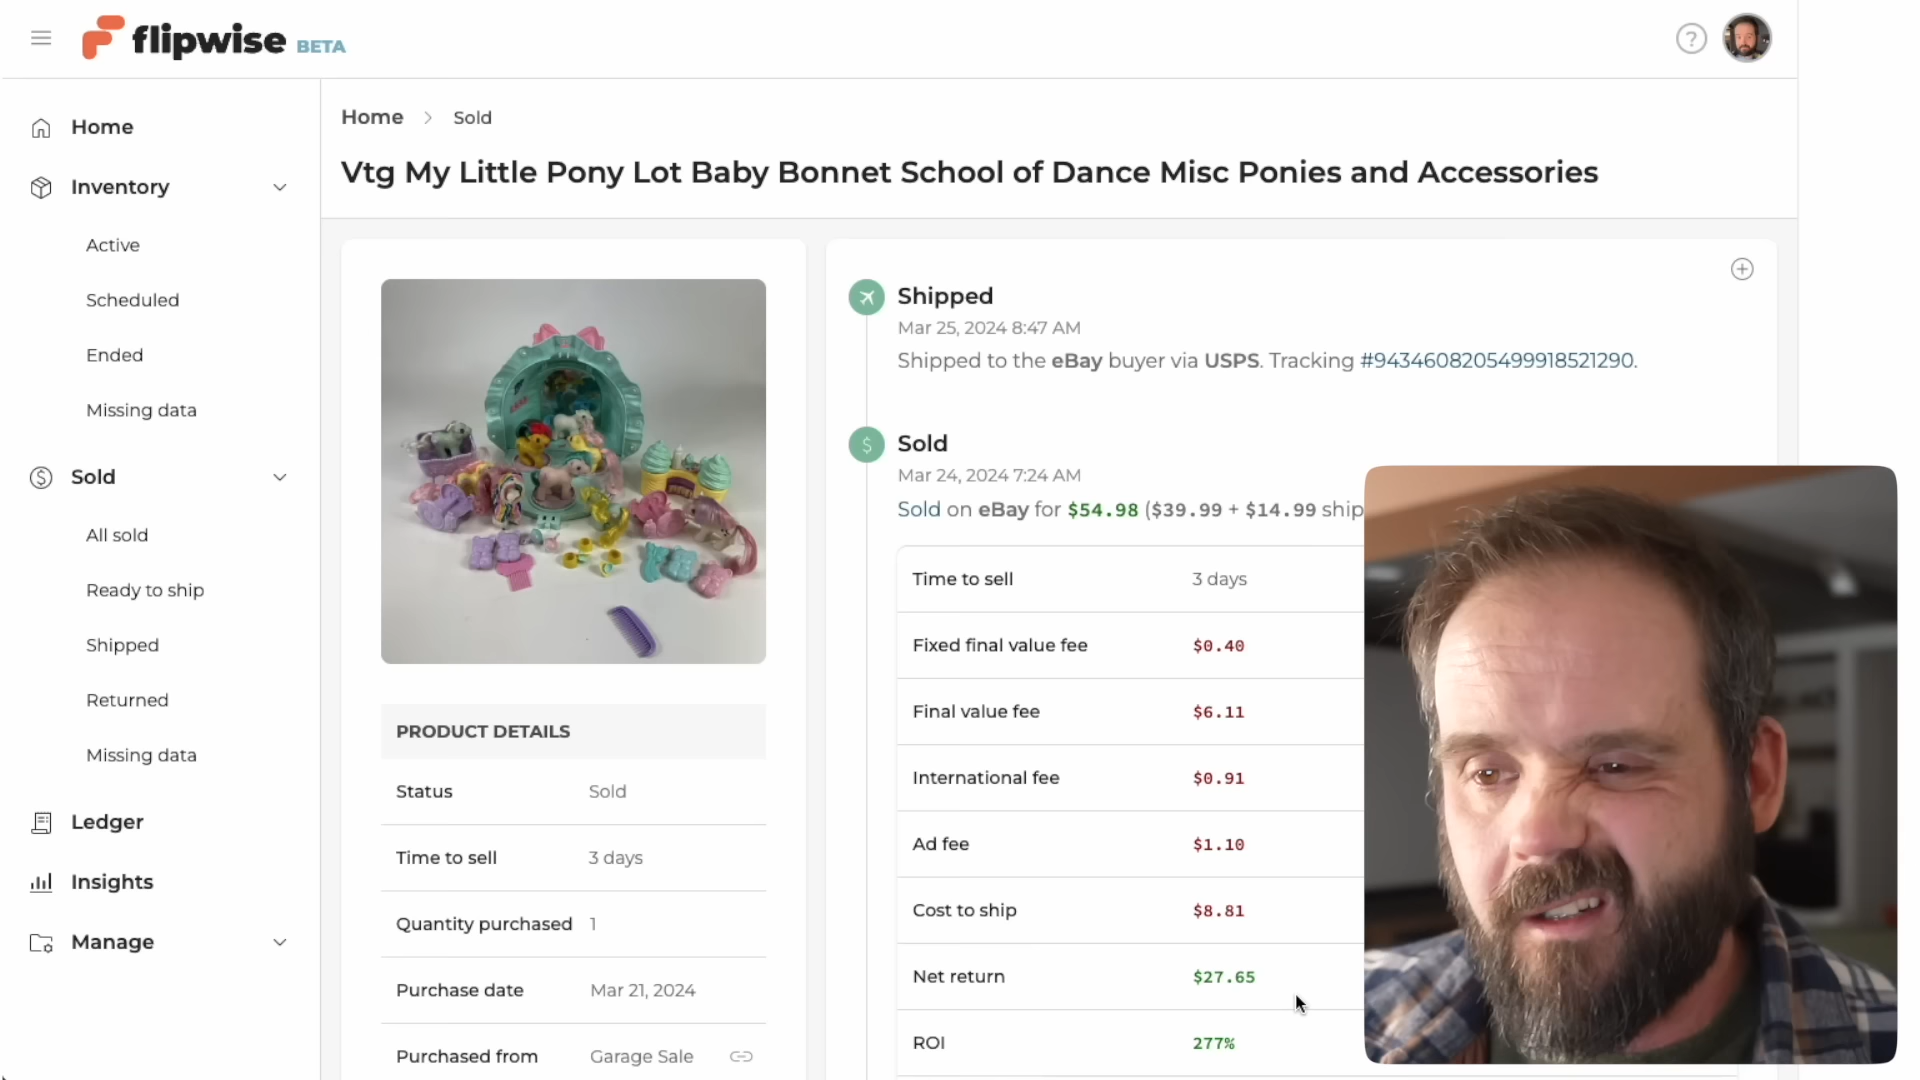 flipwise BETA
?
Home
Inventory
Active
Scheduled
Ended
Missing data
Sold
All sold
Ready to ship
Shipped
Returned
Missing data
Ledger
Insights
Manage
Home > Sold
Vtg My Little Pony Lot Baby Bonnet School of Dance Misc Ponies and Accessories
PRODUCT DETAILS
Status Sold
Time to sell 3 days
Quantity purchased 1
Purchase date Mar 21, 2024
Purchased from Garage Sale
Shipped
Mar 25, 2024 8:47 AM
Shipped to the eBay buyer via USPS. Tracking #9434608205499918521290.
$
Sold
Mar 24, 2024 7:24 AM
Sold on eBay for $54.98 ($39.99 + $14.99 ship
Time to sell 3 days
Fixed final value fee $0.40
Final value fee $6.11
International fee $0.91
Ad fee $1.10
Cost to ship $8.81
Net return $27.65
ROI 277%